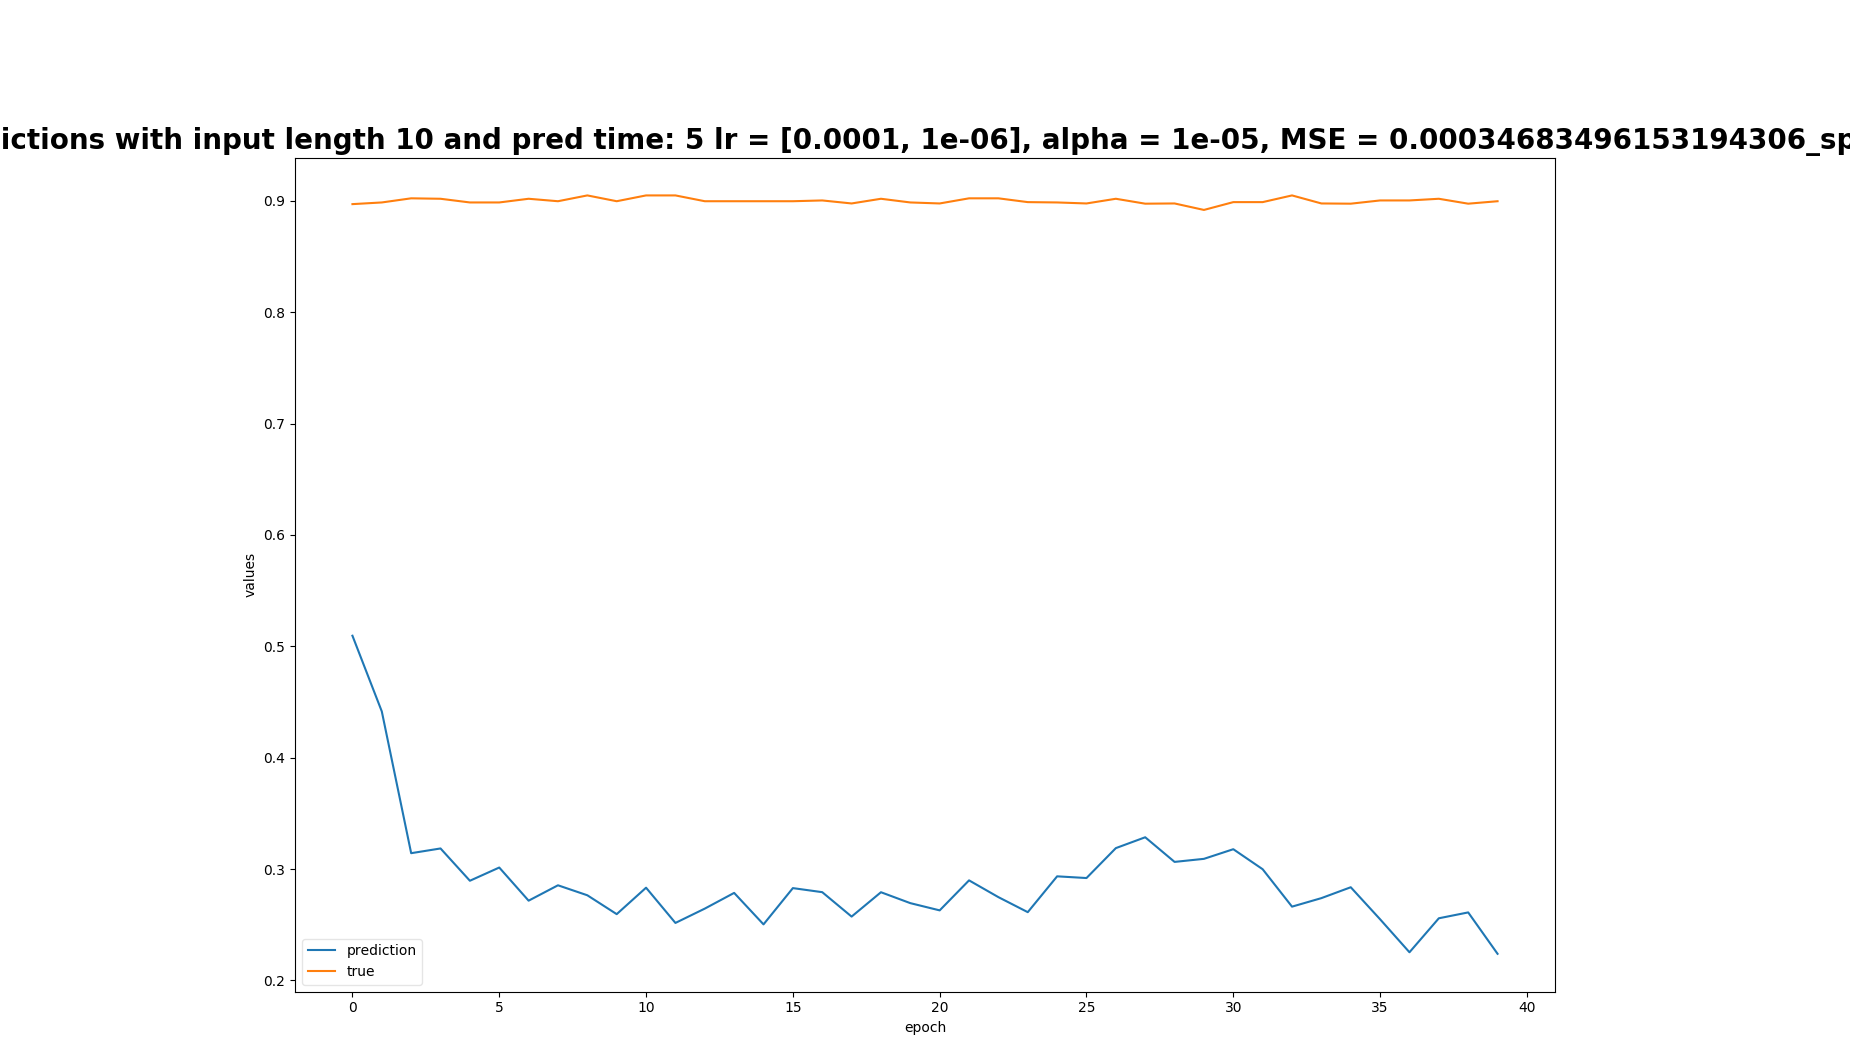 ictions with input length 10 and pred time: 5 lr = [0.0001, 1e-06], alpha = 1e-05, MSE = 0.00034683496153194306_sp
0.9
0.8
0.7
0.6
0.5
0.4
0.3
0.2
values
prediction
true
0 5 10 15 20 25 30 35 40
epoch